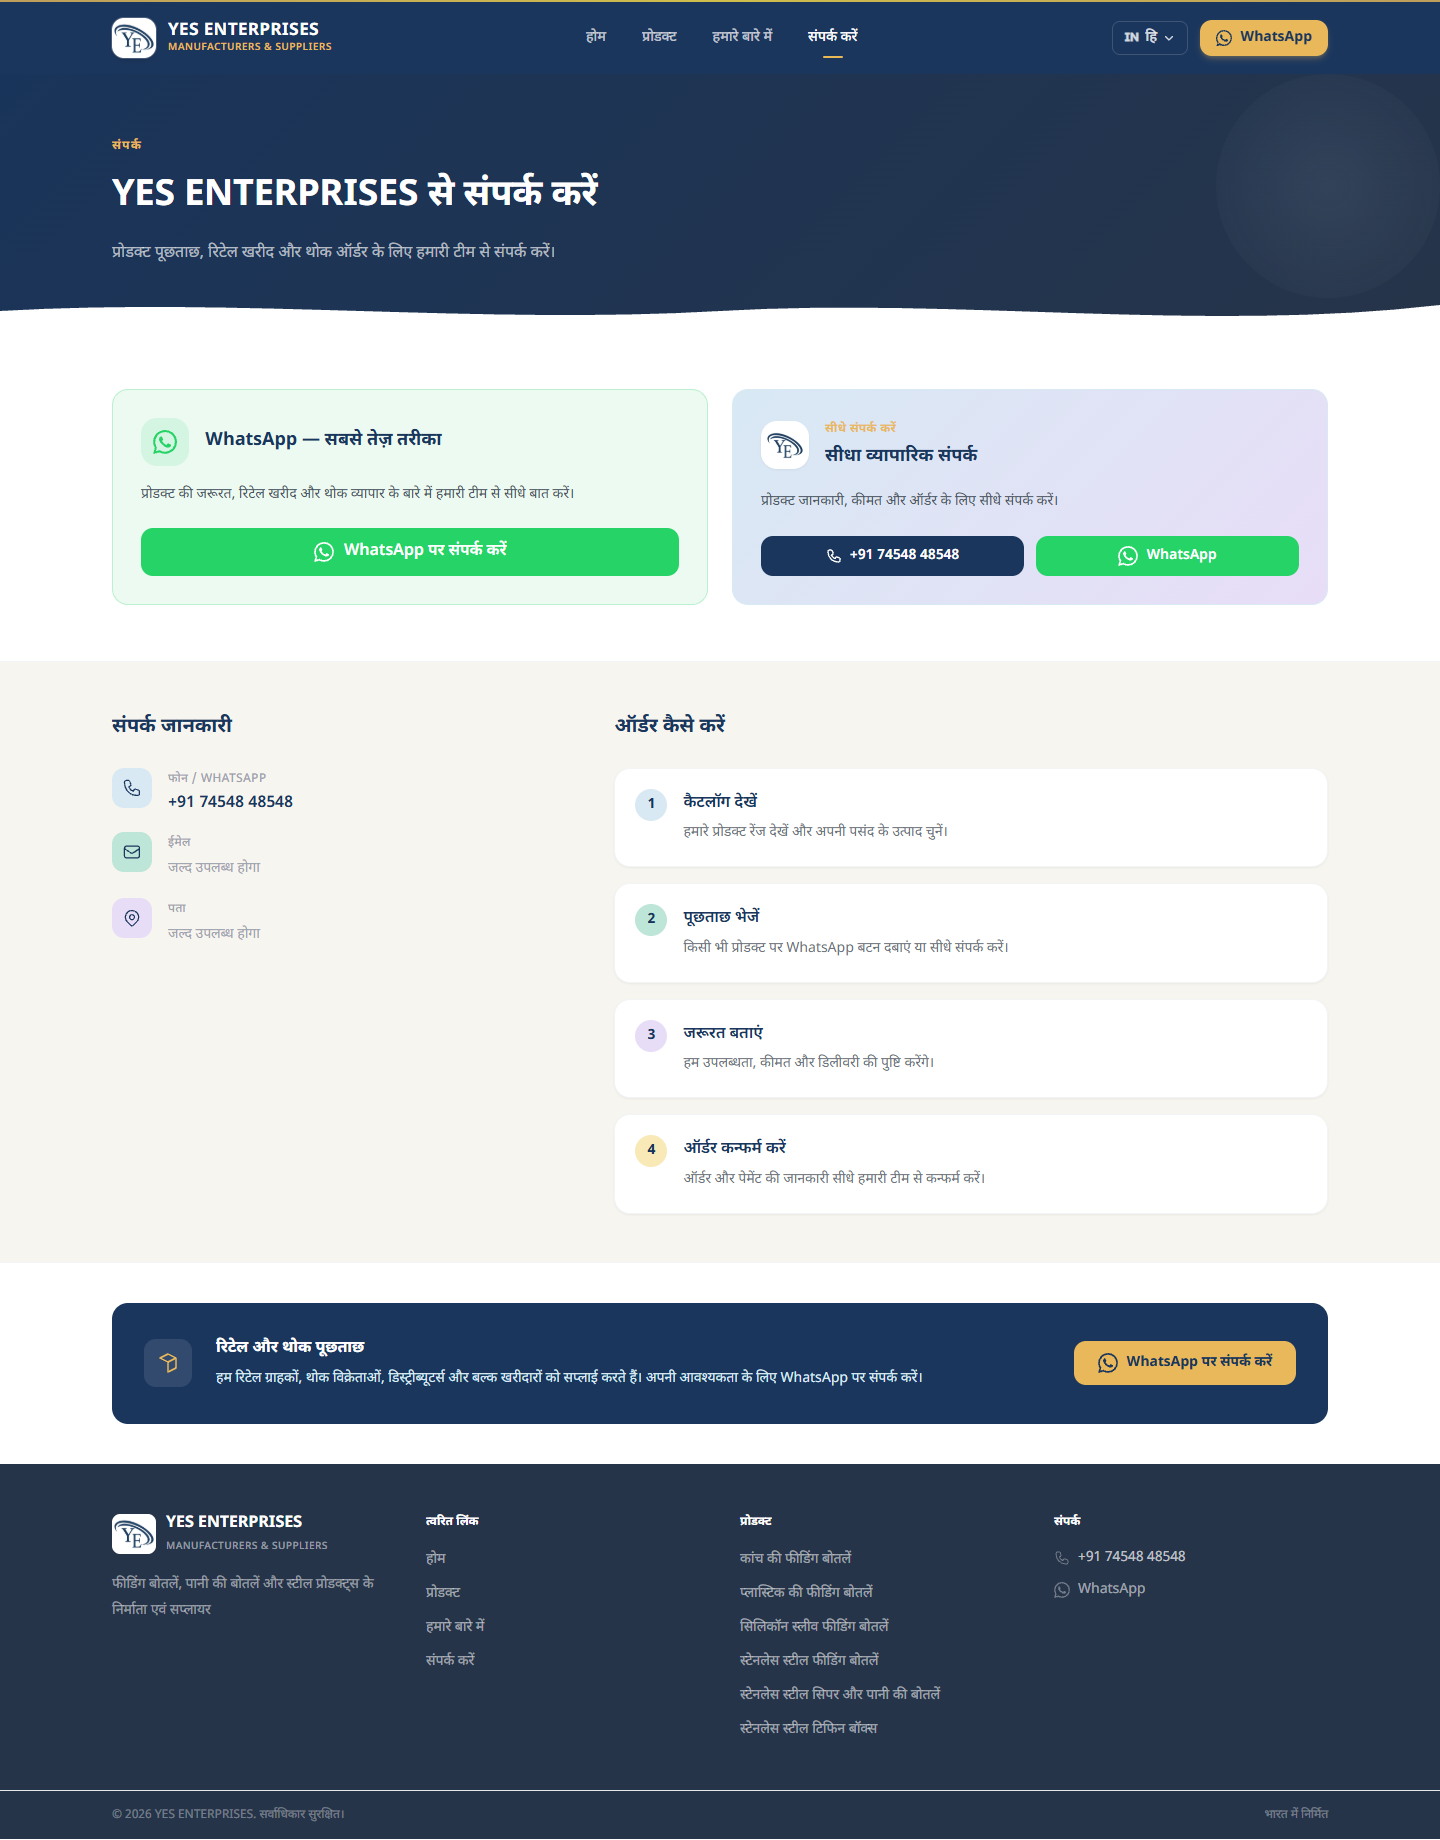 YES ENTERPRISES
MANUFACTURERS & SUPPLIERS
होम
प्रोडक्ट
हमारे बारे में
संपर्क करें
IN हि
WhatsApp
संपर्क
YES ENTERPRISES से संपर्क करें
प्रोडक्ट पूछताछ, रिटेल खरीद और थोक ऑर्डर के लिए हमारी टीम से संपर्क करें।
WhatsApp — सबसे तेज़ तरीका
प्रोडक्ट की जरूरत, रिटेल खरीद और थोक व्यापार के बारे में हमारी टीम से सीधे बात करें।
WhatsApp पर संपर्क करें
YE
सीधे संपर्क करें
सीधा व्यापारिक संपर्क
प्रोडक्ट जानकारी, कीमत और ऑर्डर के लिए सीधे संपर्क करें।
+91 74548 48548
WhatsApp
संपर्क जानकारी
फोन / WHATSAPP
+91 74548 48548
ईमेल
जल्द उपलब्ध होगा
पता
जल्द उपलब्ध होगा
ऑर्डर कैसे करें
1
कैटलॉग देखें
हमारे प्रोडक्ट रेंज देखें और अपनी पसंद के उत्पाद चुनें।
2
पूछताछ भेजें
किसी भी प्रोडक्ट पर WhatsApp बटन दबाएं या सीधे संपर्क करें।
3
जरूरत बताएं
हम उपलब्धता, कीमत और डिलीवरी की पुष्टि करेंगे।
4
ऑर्डर कन्फर्म करें
ऑर्डर और पेमेंट की जानकारी सीधे हमारी टीम से कन्फर्म करें।
रिटेल और थोक पूछताछ
हम रिटेल ग्राहकों, थोक विक्रेताओं, डिस्ट्रीब्यूटर्स और बल्क खरीदारों को सप्लाई करते हैं। अपनी आवश्यकता के लिए WhatsApp पर संपर्क करें।
WhatsApp पर संपर्क करें
YE
YES ENTERPRISES
MANUFACTURERS & SUPPLIERS
फीडिंग बोतलें, पानी की बोतलें और स्टील प्रोडक्ट्स के
निर्माता एवं सप्लायर
त्वरित लिंक
होम
प्रोडक्ट
हमारे बारे में
संपर्क करें
प्रोडक्ट
कांच की फीडिंग बोतलें
प्लास्टिक की फीडिंग बोतलें
सिलिकॉन स्लीव फीडिंग बोतलें
स्टेनलेस स्टील फीडिंग बोतलें
स्टेनलेस स्टील सिपर और पानी की बोतलें
स्टेनलेस स्टील टिफिन बॉक्स
संपर्क
+91 74548 48548
WhatsApp
© 2026 YES ENTERPRISES. सर्वाधिकार सुरक्षित।
भारत में निर्मित